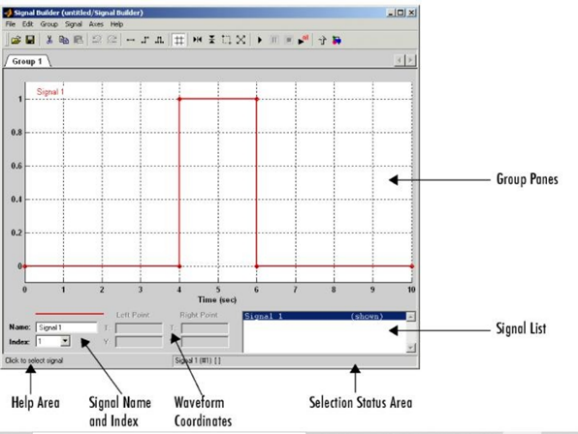 Signal Builder (untitled/Signal Builder)
File Edit Group Signal Axes Help
Group 1
Signal 1
1
0.8
0.6
0.4
0.2
0
0 1 2 3 4 5 6 7 8 9 10
Time (sec)
Group Panes
Left Point Right Point
Name: Signal 1 T T
Index: 1 Y
Signal 1 (shown)
Signal List
Click to select signal
Signal 1 (#1) [ ]
Help Area
Signal Name
and Index
Waveform
Coordinates
Selection Status Area